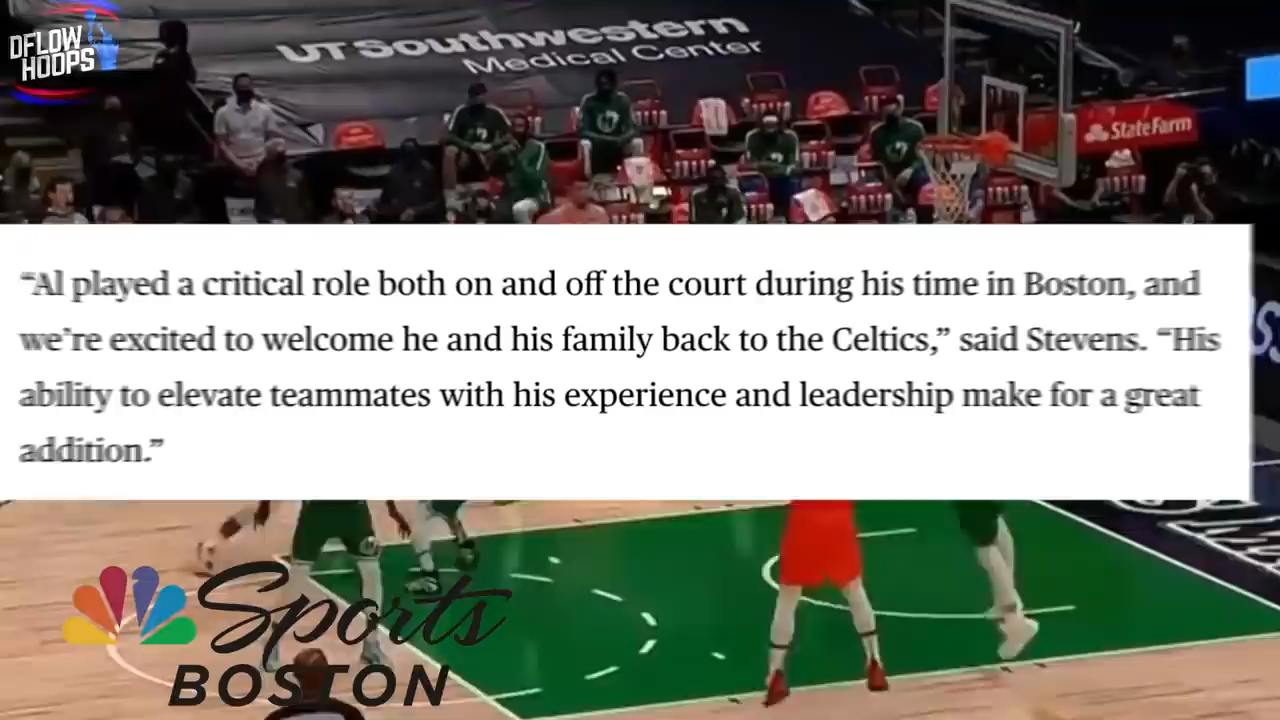 DFLOW
HOOPS
UT Southwestern
Medical Center
StateFarm
“Al played a critical role both on and off the court during his time in Boston, and
we’re excited to welcome he and his family back to the Celtics,” said Stevens. “His
ability to elevate teammates with his experience and leadership make for a great
addition.”
Sports
BOSTON